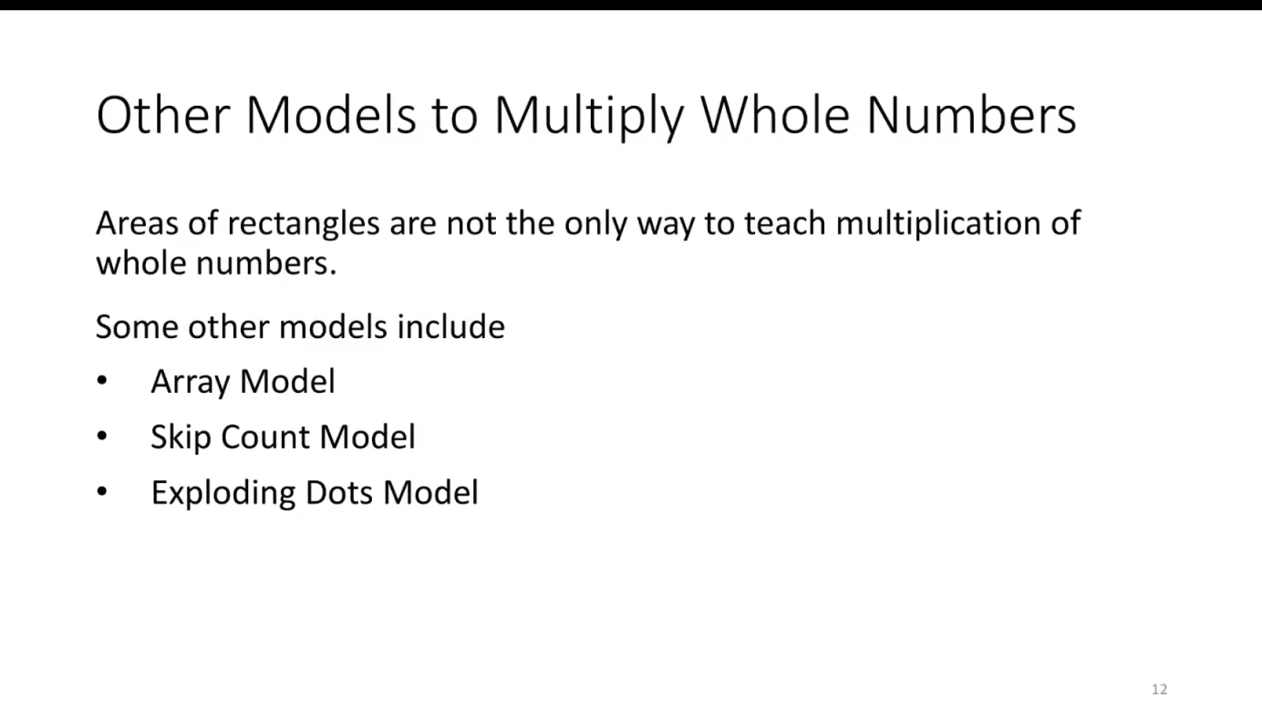 Other Models to Multiply Whole Numbers
Areas of rectangles are not the only way to teach multiplication of
whole numbers.
Some other models include
• Array Model
• Skip Count Model
• Exploding Dots Model
12